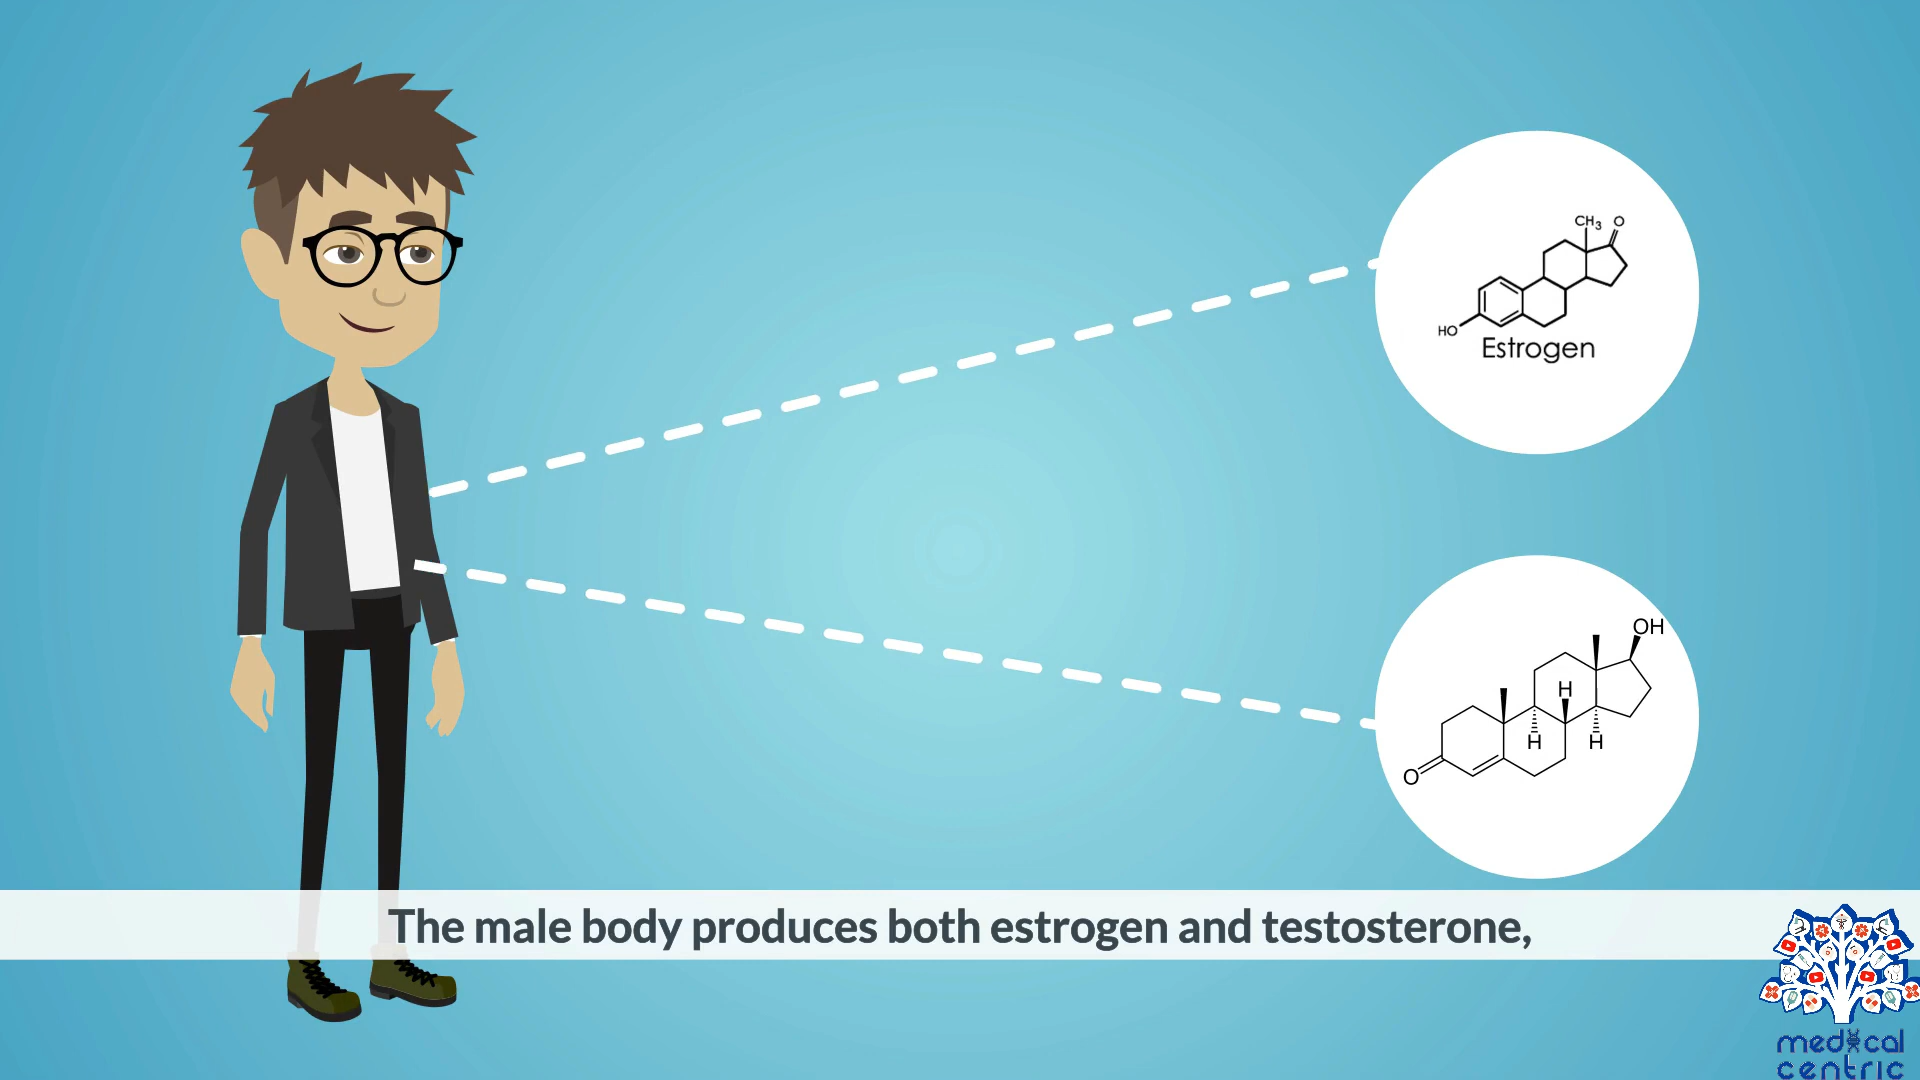 CH3 O
HO
Estrogen
OH
H
H H
O
The male body produces both estrogen and testosterone,
medical
centric